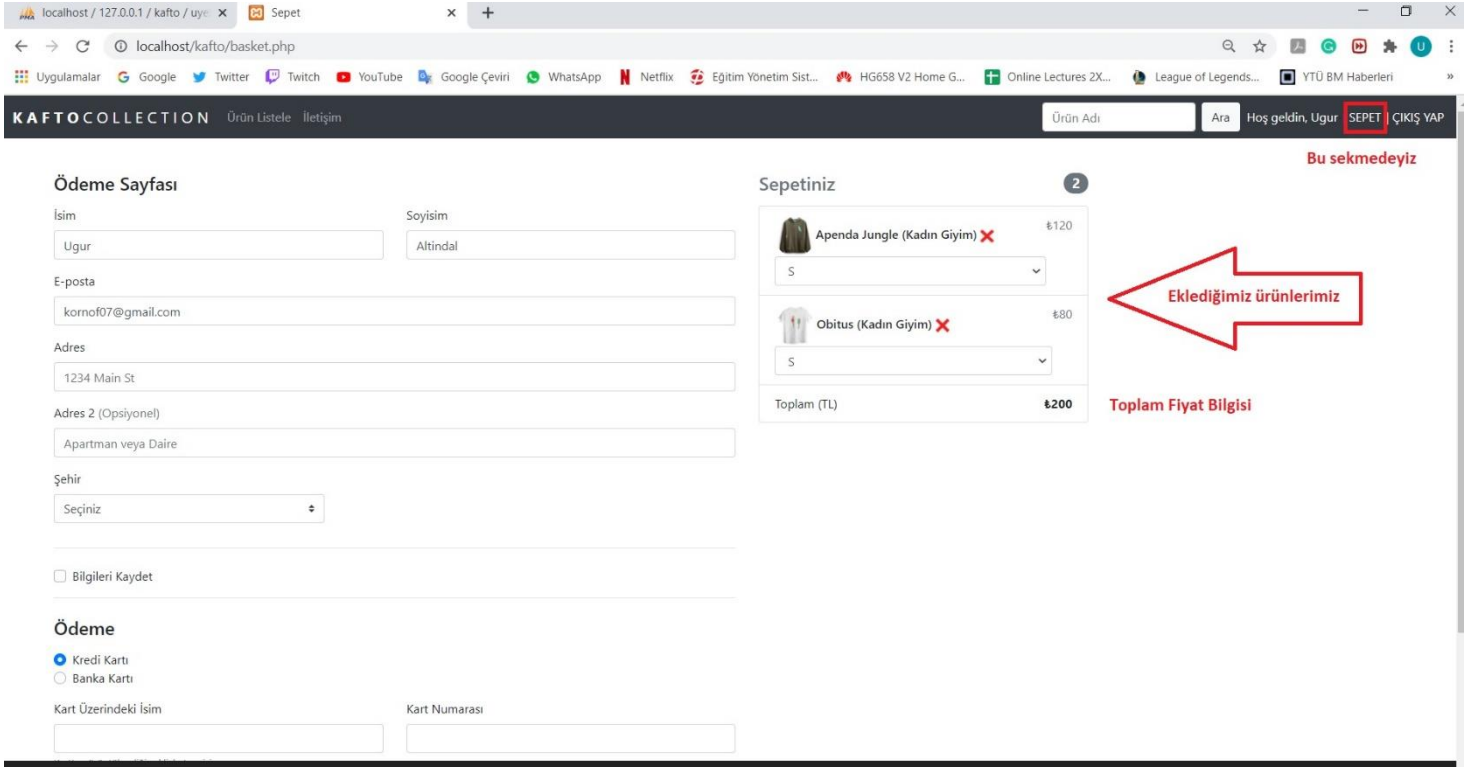 localhost / 127.0.0.1 / kafto / uye
Sepet
localhost/kafto/basket.php
Uygulamalar Google Twitter Twitch YouTube Google Çeviri WhatsApp Netflix Eğitim Yönetim Sist... HG658 V2 Home G... Online Lectures 2X... League of Legends... YTÜ BM Haberleri »
KAFTOCOLLECTION Ürün Listele İletişim Ürün Adı Ara Hoş geldin, Ugur SEPET | ÇIKIŞ YAP
Bu sekmedeyiz
Ödeme Sayfası
İsim Soyisim
Ugur Altindal
E-posta
kornof07@gmail.com
Adres
1234 Main St
Adres 2 (Opsiyonel)
Apartman veya Daire
Şehir
Seçiniz
Bilgileri Kaydet
Ödeme
Kredi Kartı
Banka Kartı
Kart Üzerindeki İsim Kart Numarası
Sepetiniz 2
Apenda Jungle (Kadın Giyim) ₺120
S
Obitus (Kadın Giyim) ₺80
S
Toplam (TL) ₺200
Eklediğimiz ürünlerimiz
Toplam Fiyat Bilgisi